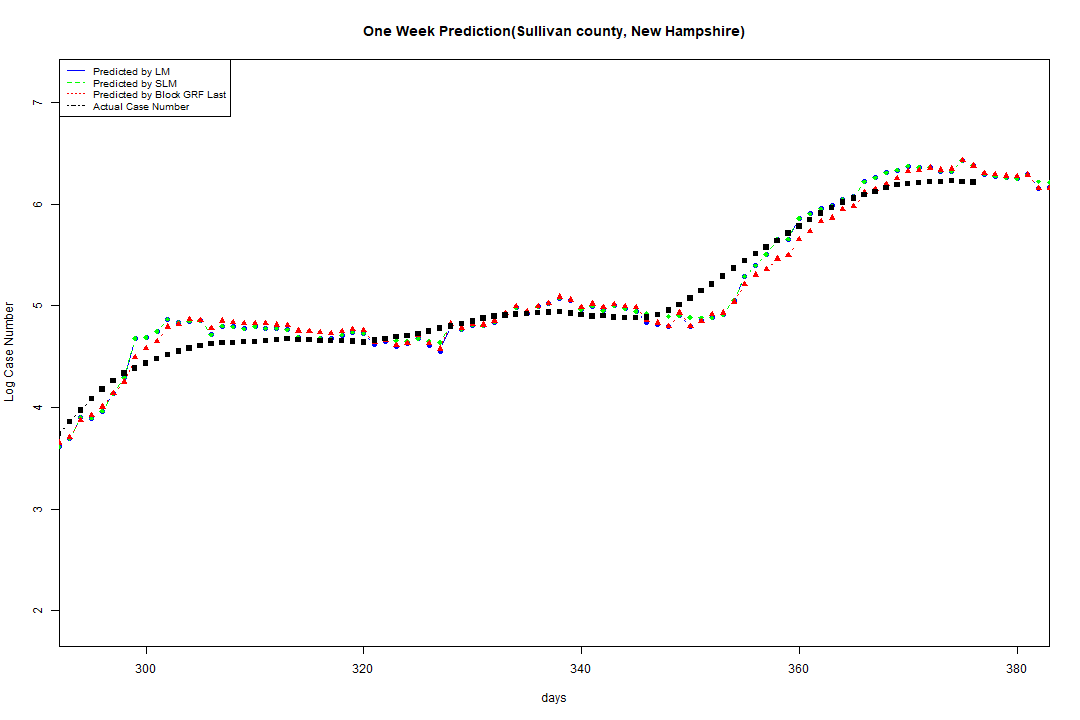 One Week Prediction(Sullivan county, New Hampshire)
Predicted by LM
Predicted by SLM
Predicted by Block GRF Last
Actual Case Number
7
6
5
4
3
2
Log Case Number
300
320
340
360
380
days